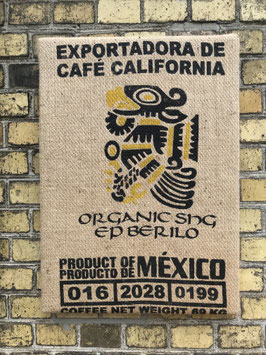 EXPORTADORA DE
CAFÉ CALIFORNIA
ORGANIC SHG
EP BERILO
PRODUCT OF
PRODUCTO DE MÉXICO
016 2028 0199
COFFEE NET WEIGHT 69 KG